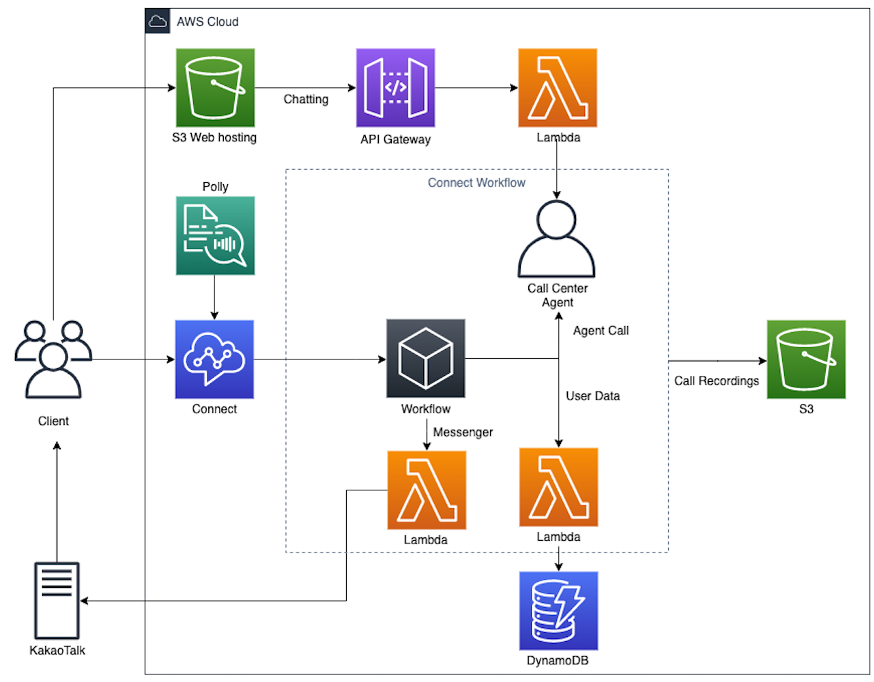 AWS Cloud
S3 Web hosting
Chatting
API Gateway
Lambda
Polly
Connect Workflow
Call Center
Agent
Agent Call
Client
Connect
Workflow
User Data
Call Recordings
S3
Messenger
Lambda
Lambda
KakaoTalk
DynamoDB